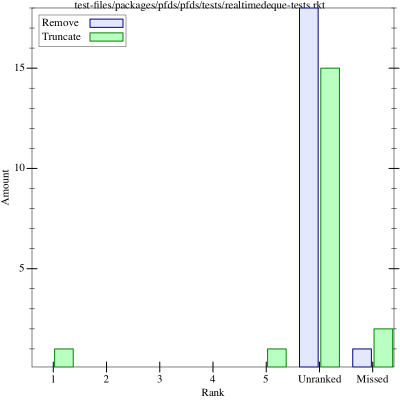 test-files/packages/pfds/pfds/tests/realtimedeque-tests.rkt
Remove
Truncate
15
10
5
Amount
1 2 3 4 5 Unranked Missed
Rank